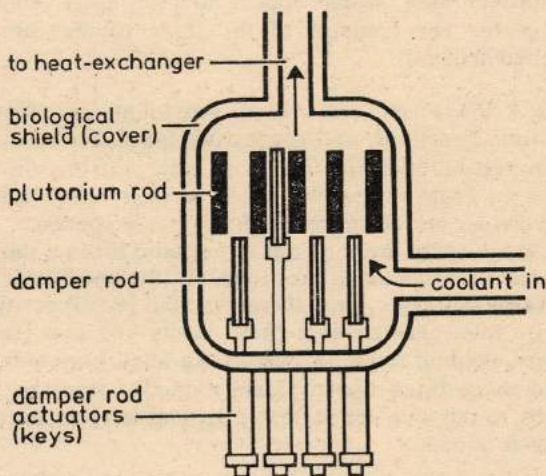 to heat-exchanger
biological
shield (cover)
plutonium rod
damper rod
coolant in
damper rod
actuators
(keys)